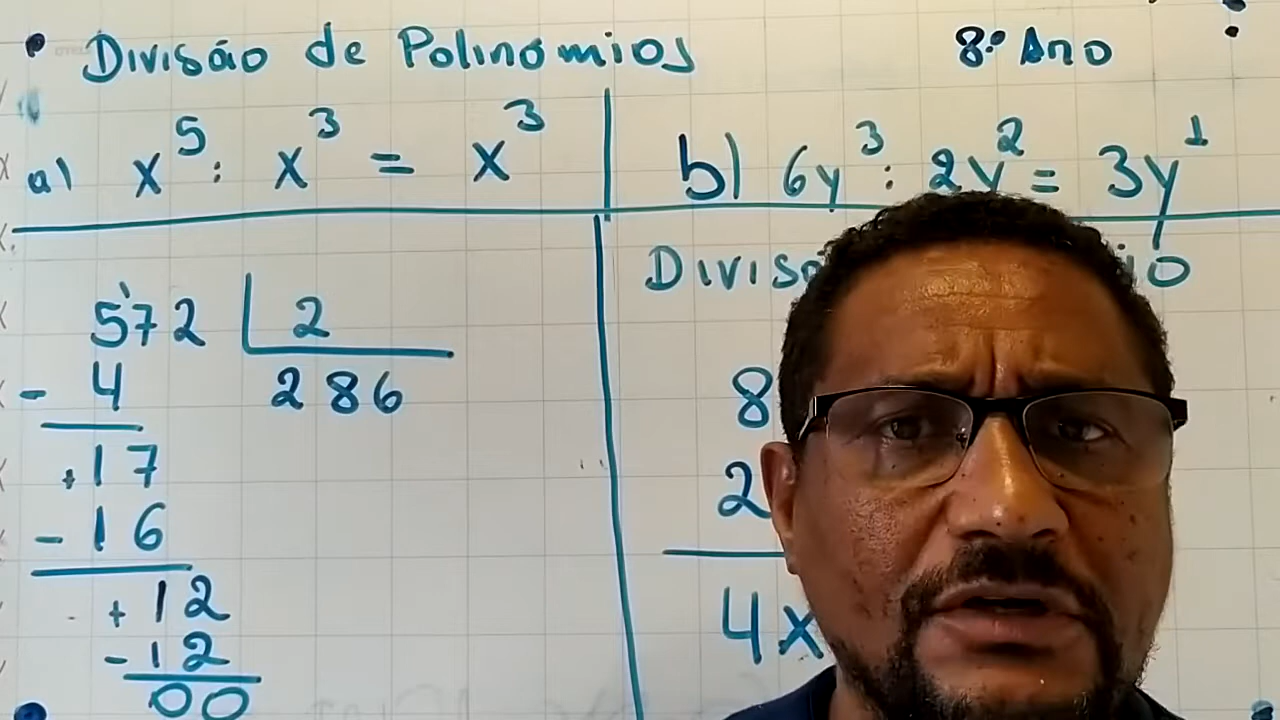 • Divisão de Polinômios 8º Ano
a) x⁵ : x³ = x³
b) 6y³ : 2y² = 3y¹
572 | 2
- 4 286
+17
- 16
+12
-12
00
8
2
4x